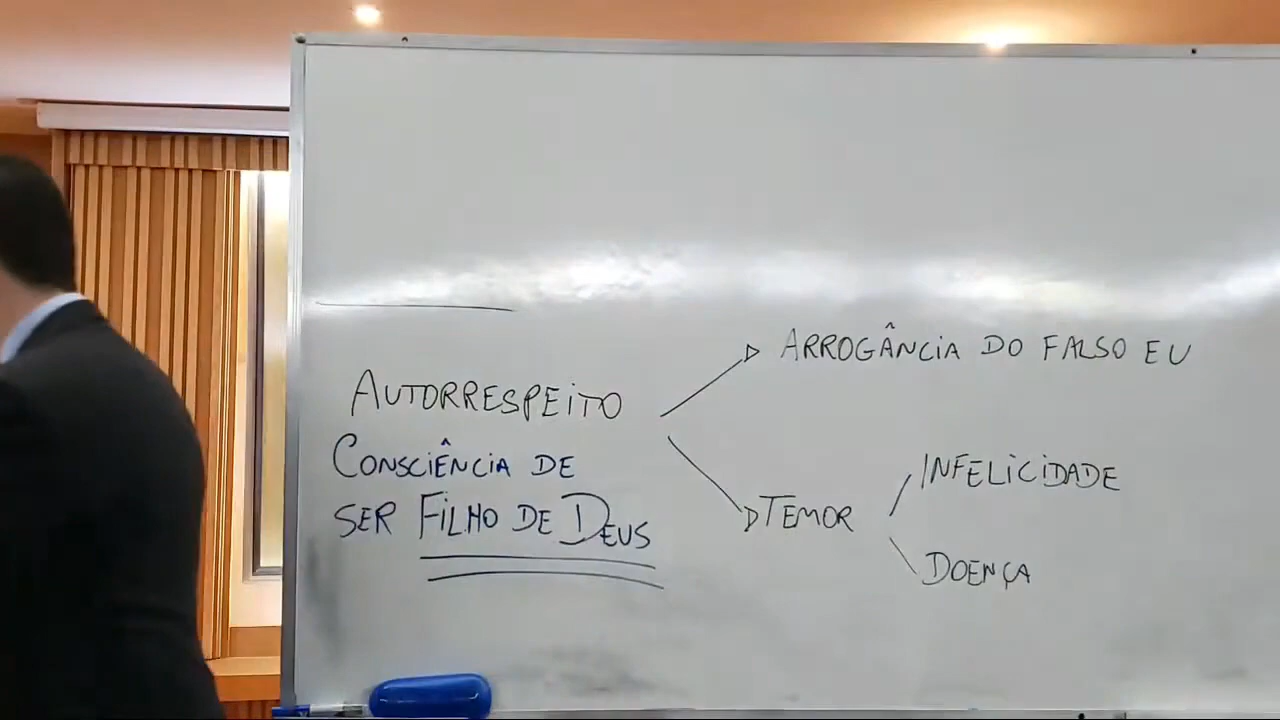 ARROGÂNCIA DO FALSO EU
AUTORRESPEITO
CONSCIÊNCIA DE
SER FILHO DE DEUS
INFELICIDADE
TEMOR
DOENÇA